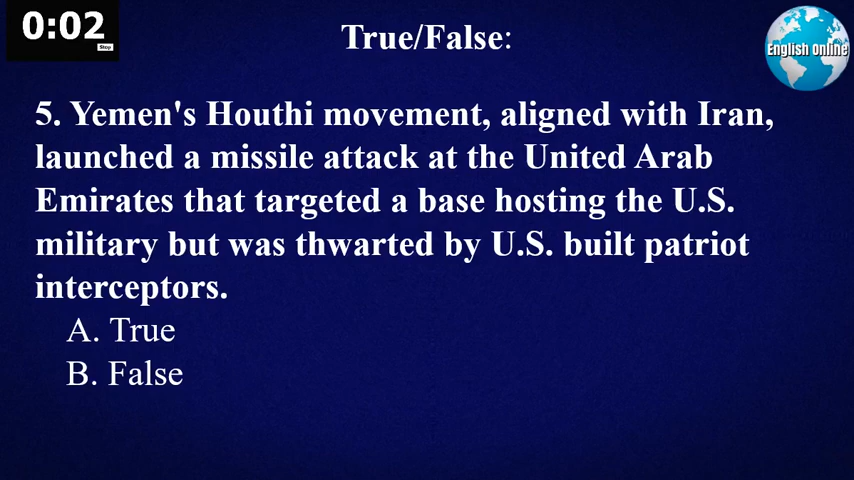 0:02
Stop
True/False:
English Online
5. Yemen's Houthi movement, aligned with Iran,
launched a missile attack at the United Arab
Emirates that targeted a base hosting the U.S.
military but was thwarted by U.S. built patriot
interceptors.
A. True
B. False